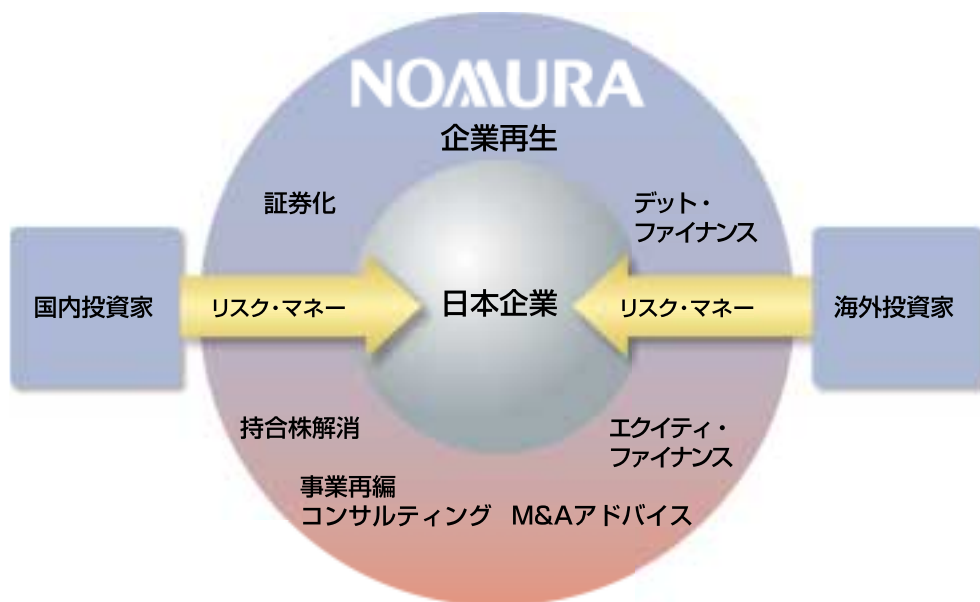 NOMURA
企業再生
証券化
デット・
ファイナンス
国内投資家
リスク・マネー
日本企業
リスク・マネー
海外投資家
持合株解消
エクイティ・
ファイナンス
事業再編
コンサルティング
M&Aアドバイス